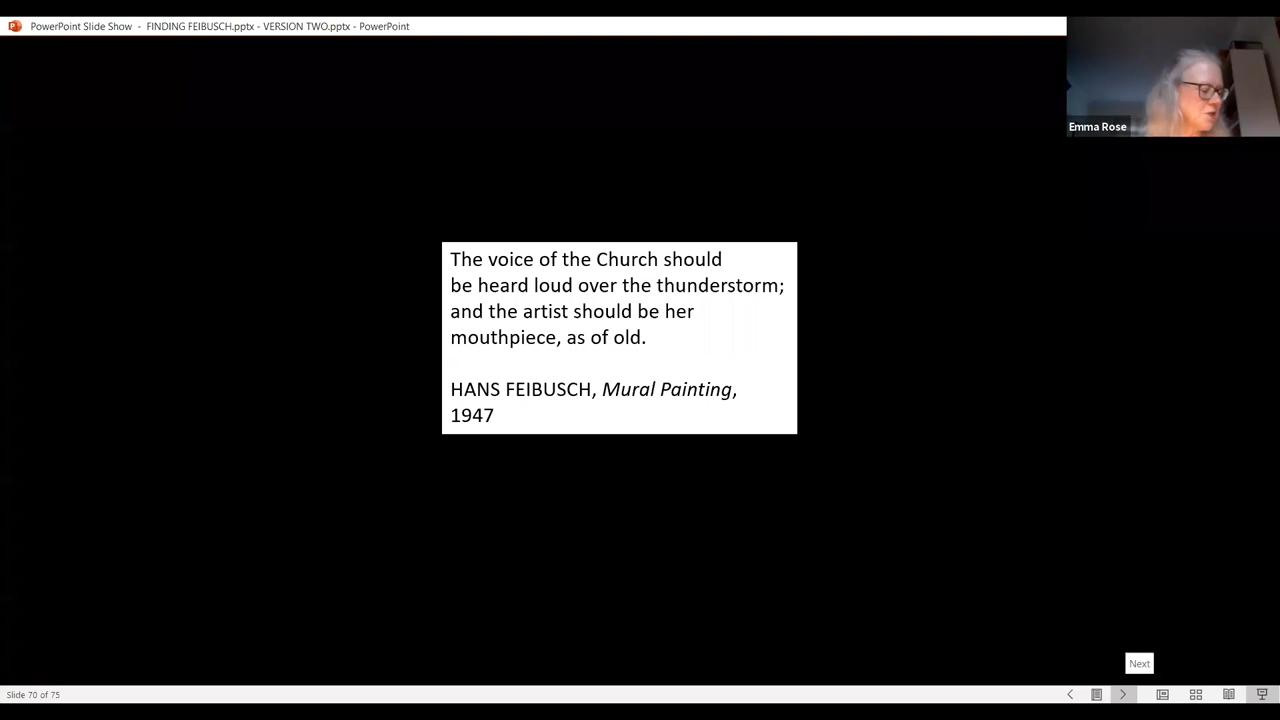 PowerPoint Slide Show - FINDING FEIBUSCH.pptx - VERSION TWO.pptx - PowerPoint
Emma Rose
The voice of the Church should
be heard loud over the thunderstorm;
and the artist should be her
mouthpiece, as of old.
HANS FEIBUSCH, Mural Painting,
1947
Next
Slide 70 of 75